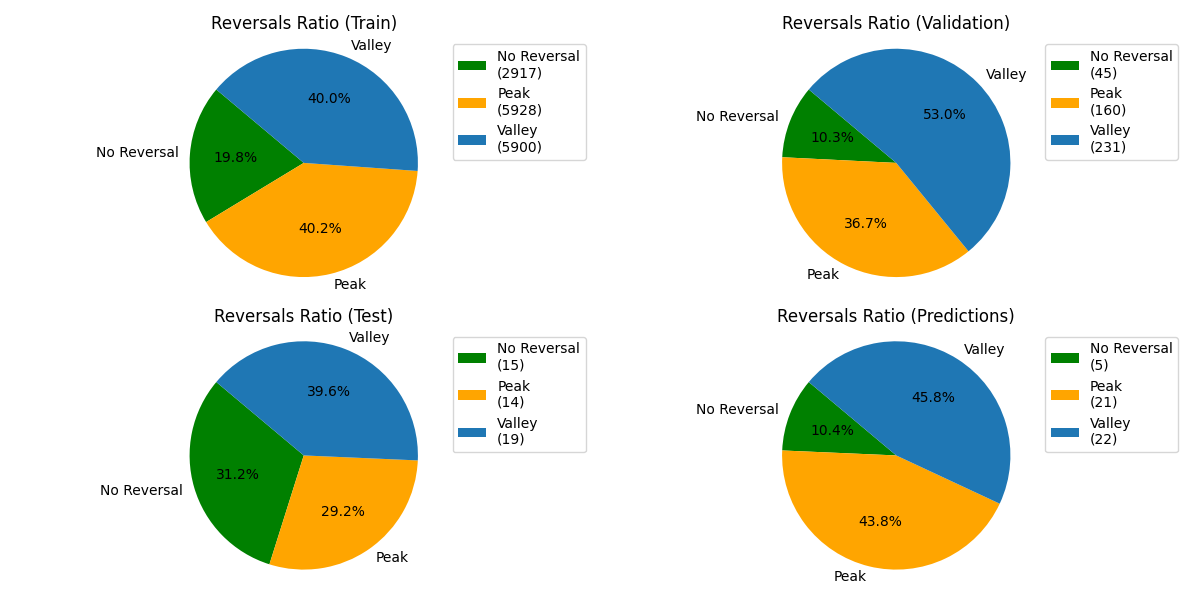 Reversals Ratio (Train)
Valley
40.0%
No Reversal
19.8%
40.2%
Peak
No Reversal
(2917)
Peak
(5928)
Valley
(5900)
Reversals Ratio (Validation)
Valley
53.0%
No Reversal
10.3%
36.7%
Peak
No Reversal
(45)
Peak
(160)
Valley
(231)
Reversals Ratio (Test)
Valley
39.6%
No Reversal
31.2%
29.2%
Peak
No Reversal
(15)
Peak
(14)
Valley
(19)
Reversals Ratio (Predictions)
Valley
45.8%
No Reversal
10.4%
43.8%
Peak
No Reversal
(5)
Peak
(21)
Valley
(22)